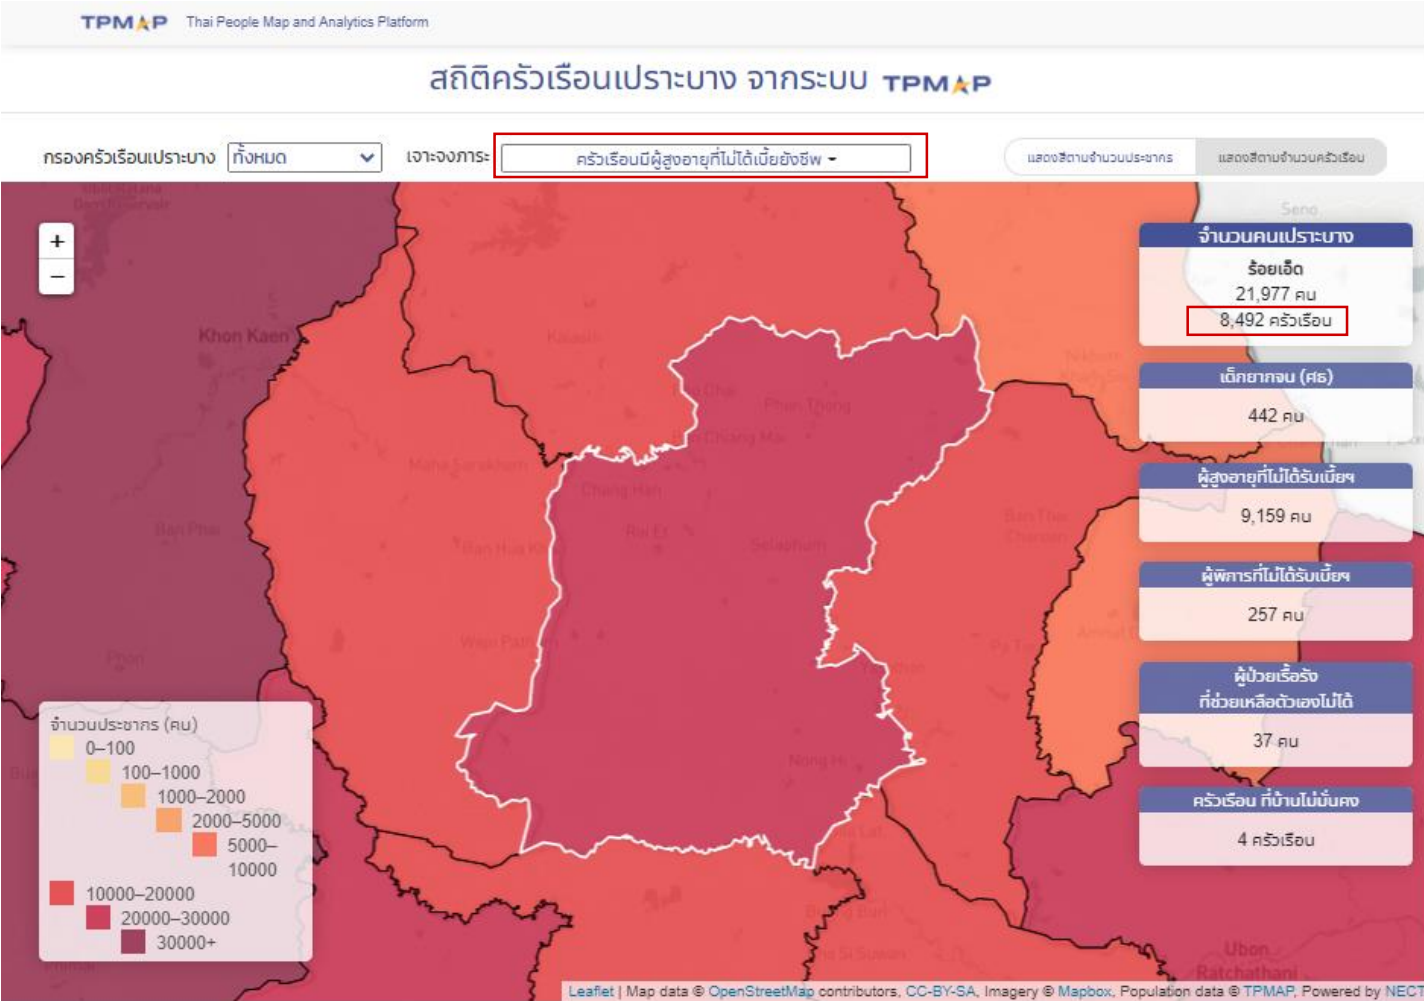 TPMAP Thai People Map and Analytics Platform
สถิติครัวเรือนเปราะบาง จากระบบ TPMAP
กรองครัวเรือนเปราะบาง ทั้งหมด เจาะจงภาระ ครัวเรือนมีผู้สูงอายุที่ไม่ได้เบี้ยยังชีพ แสดงสีตามจำนวนประชากร แสดงสีตามจำนวนครัวเรือน
Seno
+
−
จำนวนคนเปราะบาง
ร้อยเอ็ด
21,977 คน
8,492 ครัวเรือน
Khon Kaen
Kalasin
เด็กยากจน (ศธ)
442 คน
Phon Thong
Chiang Mai
Maha Sarakham
Chang Han
ผู้สูงอายุที่ไม่ได้รับเบี้ยฯ
9,159 คน
Ban Phai
Roi Et
Selaphum
Ban Thai
Charoen
ผู้พิการที่ไม่ได้รับเบี้ยฯ
257 คน
Phon
ผู้ป่วยเรื้อรัง
ที่ช่วยเหลือตัวเองไม่ได้
37 คน
Nong Hi
ครัวเรือน ที่บ้านไม่มั่นคง
4 ครัวเรือน
จำนวนประชากร (คน)
0–100
100–1000
1000–2000
2000–5000
5000–
10000
10000–20000
20000–30000
30000+
Si Suwan
Ubon
Ratchathani
Leaflet | Map data © OpenStreetMap contributors, CC-BY-SA, Imagery © Mapbox, Population data © TPMAP, Powered by NECT